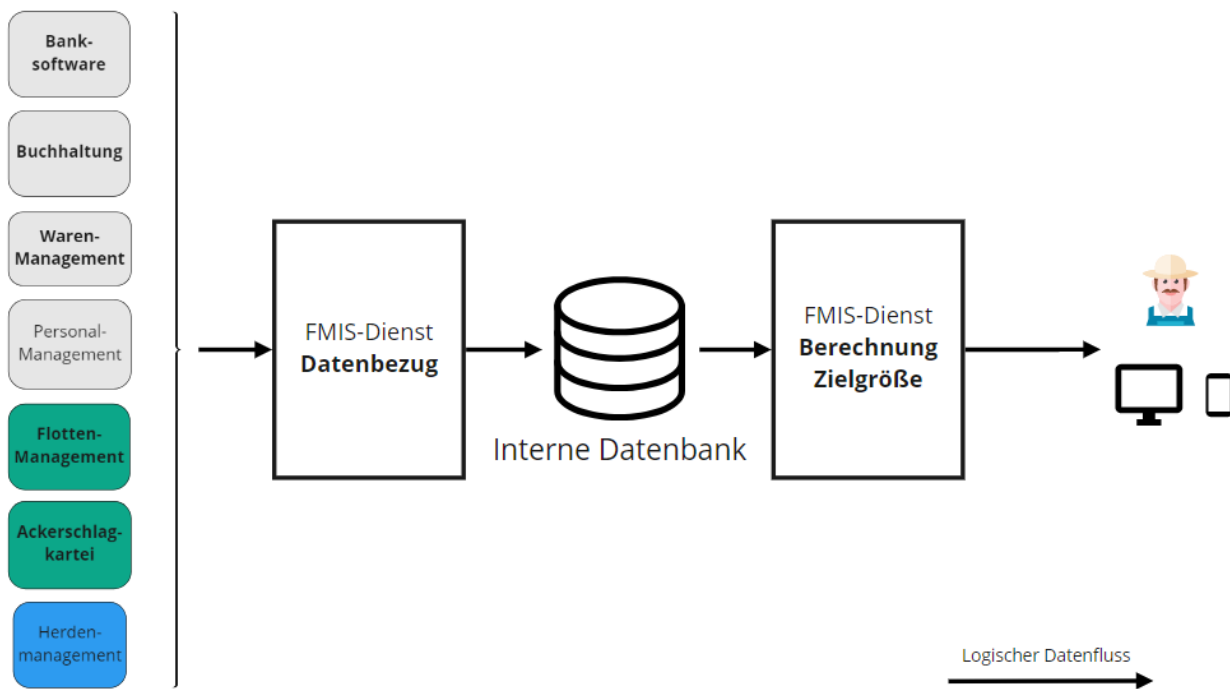 Bank-
software
Buchhaltung
Waren-
Management
Personal-
Management
Flotten-
Management
Ackerschlag-
kartei
Herden-
management
FMIS-Dienst
Datenbezug
Interne Datenbank
FMIS-Dienst
Berechnung
Zielgröße
Logischer Datenfluss